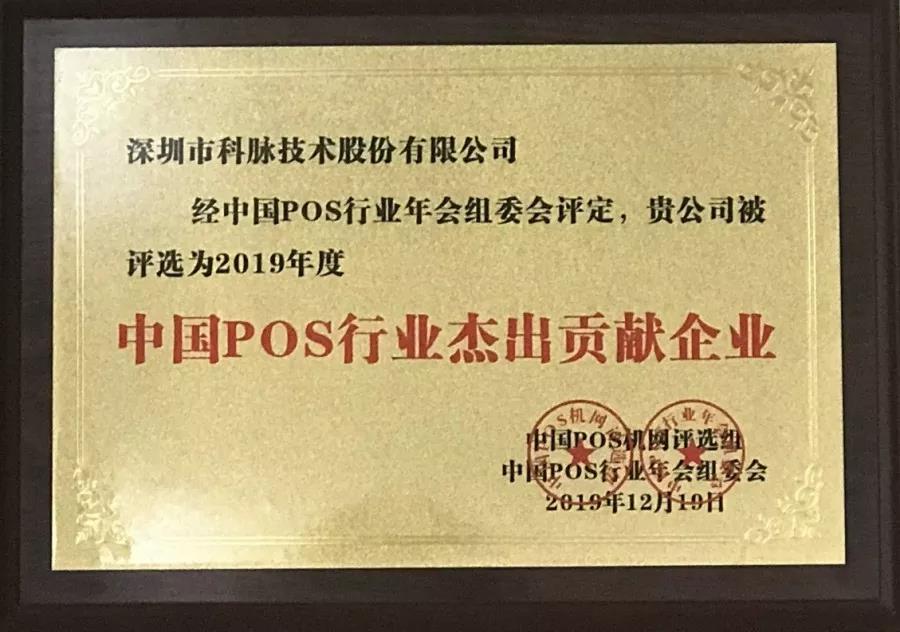 深圳市科脉技术股份有限公司
经中国POS行业年会组委会评定，贵公司被
评选为2019年度
中国POS行业杰出贡献企业
中国POS机网评选组
中国POS行业年会组委会
2019年12月19日